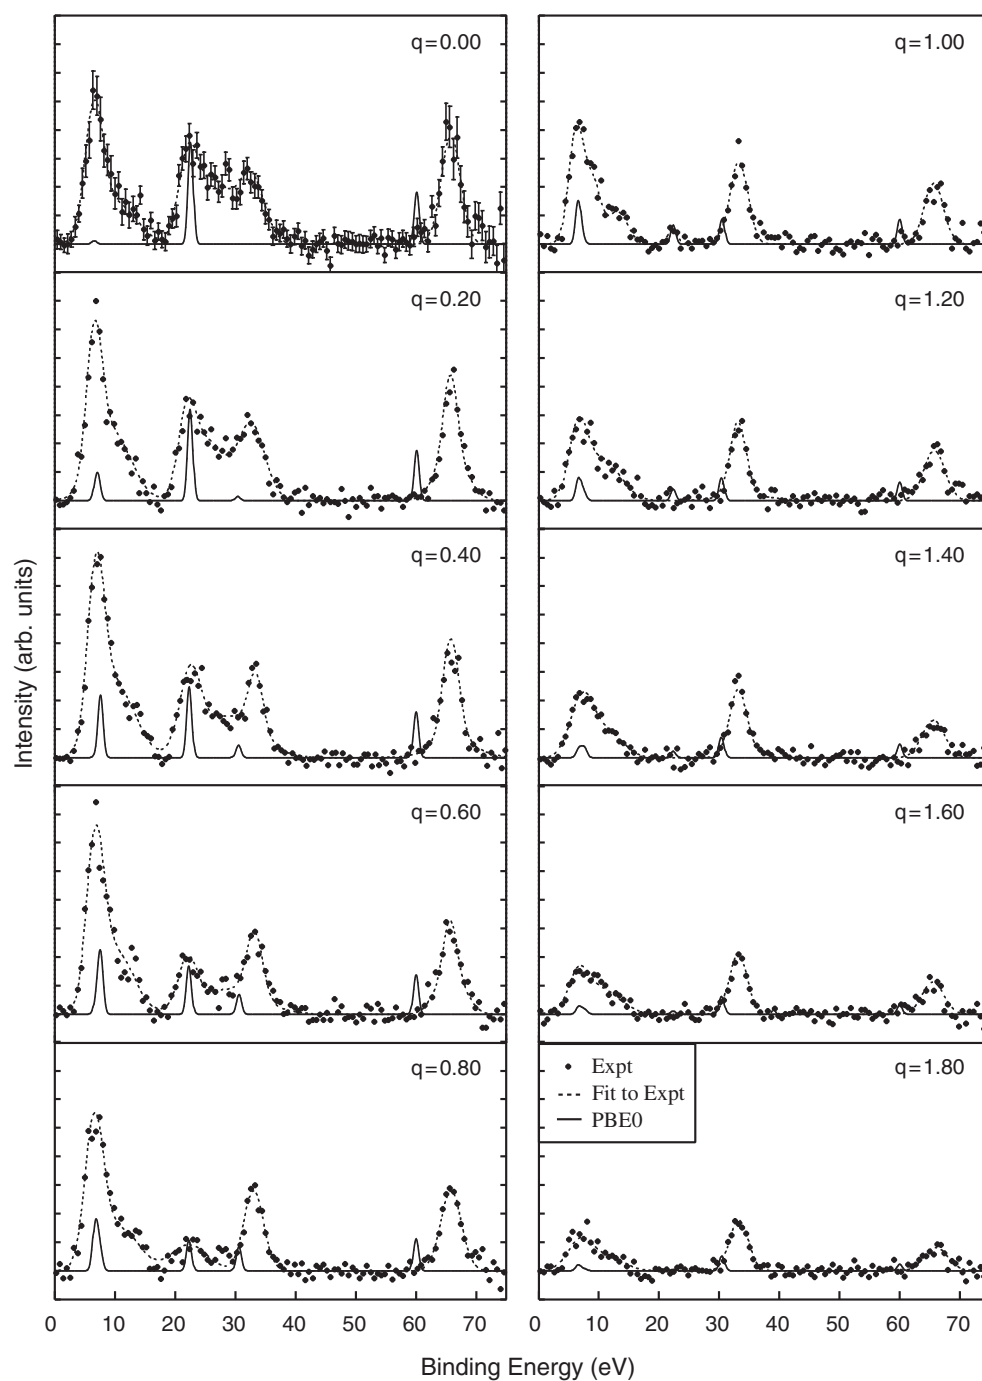 q=0.00
q=1.00
q=0.20
q=1.20
q=0.40
q=1.40
Intensity (arb. units)
q=0.60
q=1.60
q=0.80
q=1.80
Expt
Fit to Expt
PBE0
0 10 20 30 40 50 60 70
0 10 20 30 40 50 60 70
Binding Energy (eV)